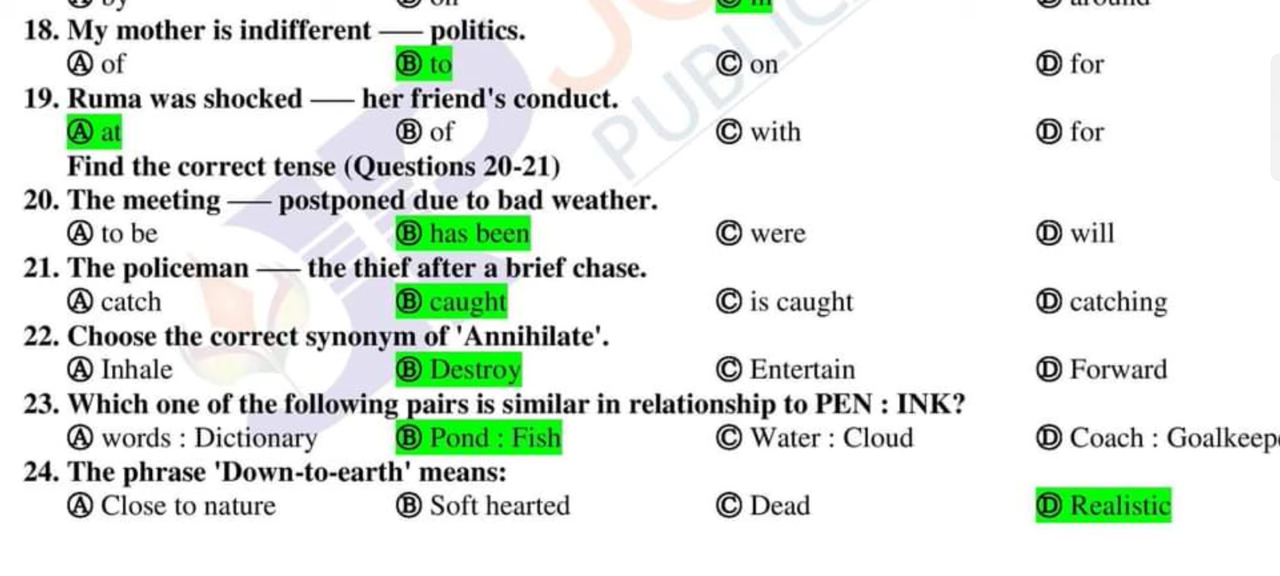 18. My mother is indifferent — politics.
Ⓐ of Ⓑ to Ⓒ on Ⓓ for
19. Ruma was shocked — her friend's conduct.
Ⓐ at Ⓑ of Ⓒ with Ⓓ for
Find the correct tense (Questions 20-21)
20. The meeting — postponed due to bad weather.
Ⓐ to be Ⓑ has been Ⓒ were Ⓓ will
21. The policeman — the thief after a brief chase.
Ⓐ catch Ⓑ caught Ⓒ is caught Ⓓ catching
22. Choose the correct synonym of 'Annihilate'.
Ⓐ Inhale Ⓑ Destroy Ⓒ Entertain Ⓓ Forward
23. Which one of the following pairs is similar in relationship to PEN : INK?
Ⓐ words : Dictionary Ⓑ Pond : Fish Ⓒ Water : Cloud Ⓓ Coach : Goalkeep
24. The phrase 'Down-to-earth' means:
Ⓐ Close to nature Ⓑ Soft hearted Ⓒ Dead Ⓓ Realistic